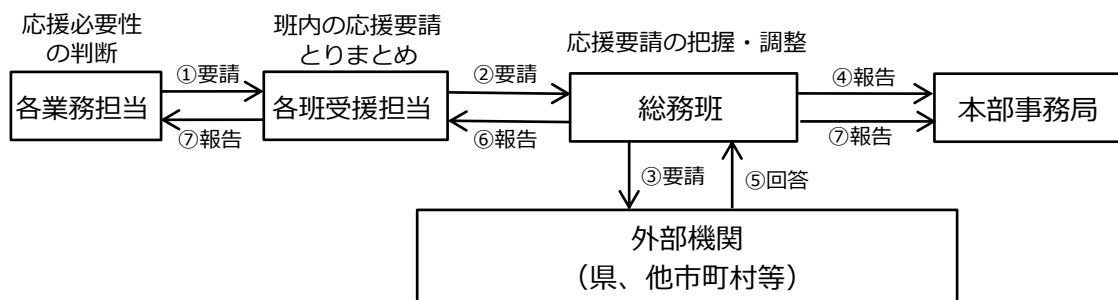 応援必要性
の判断
班内の応援要請
とりまとめ
応援要請の把握・調整
各業務担当
①要請
⑦報告
各班受援担当
②要請
⑥報告
総務班
④報告
⑦報告
本部事務局
③要請
⑤回答
外部機関
（県、他市町村等）